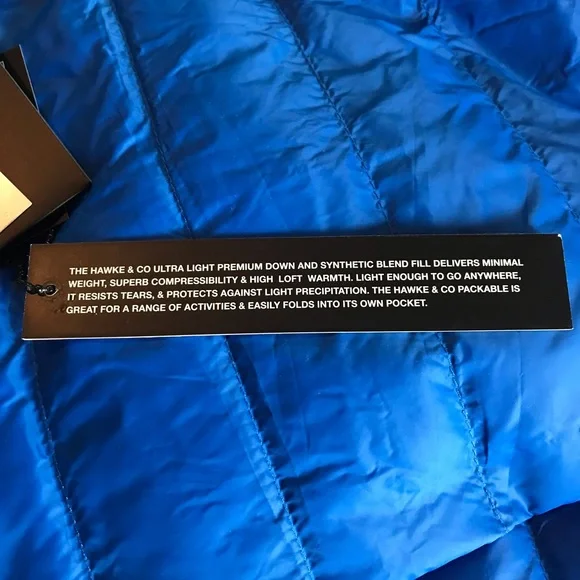 THE HAWKE & CO ULTRA LIGHT PREMIUM DOWN AND SYNTHETIC BLEND FILL DELIVERS MINIMAL
WEIGHT, SUPERB COMPRESSIBILITY & HIGH LOFT WARMTH. LIGHT ENOUGH TO GO ANYWHERE,
IT RESISTS TEARS, & PROTECTS AGAINST LIGHT PRECIPITATION. THE HAWKE & CO PACKABLE IS
GREAT FOR A RANGE OF ACTIVITIES & EASILY FOLDS INTO ITS OWN POCKET.